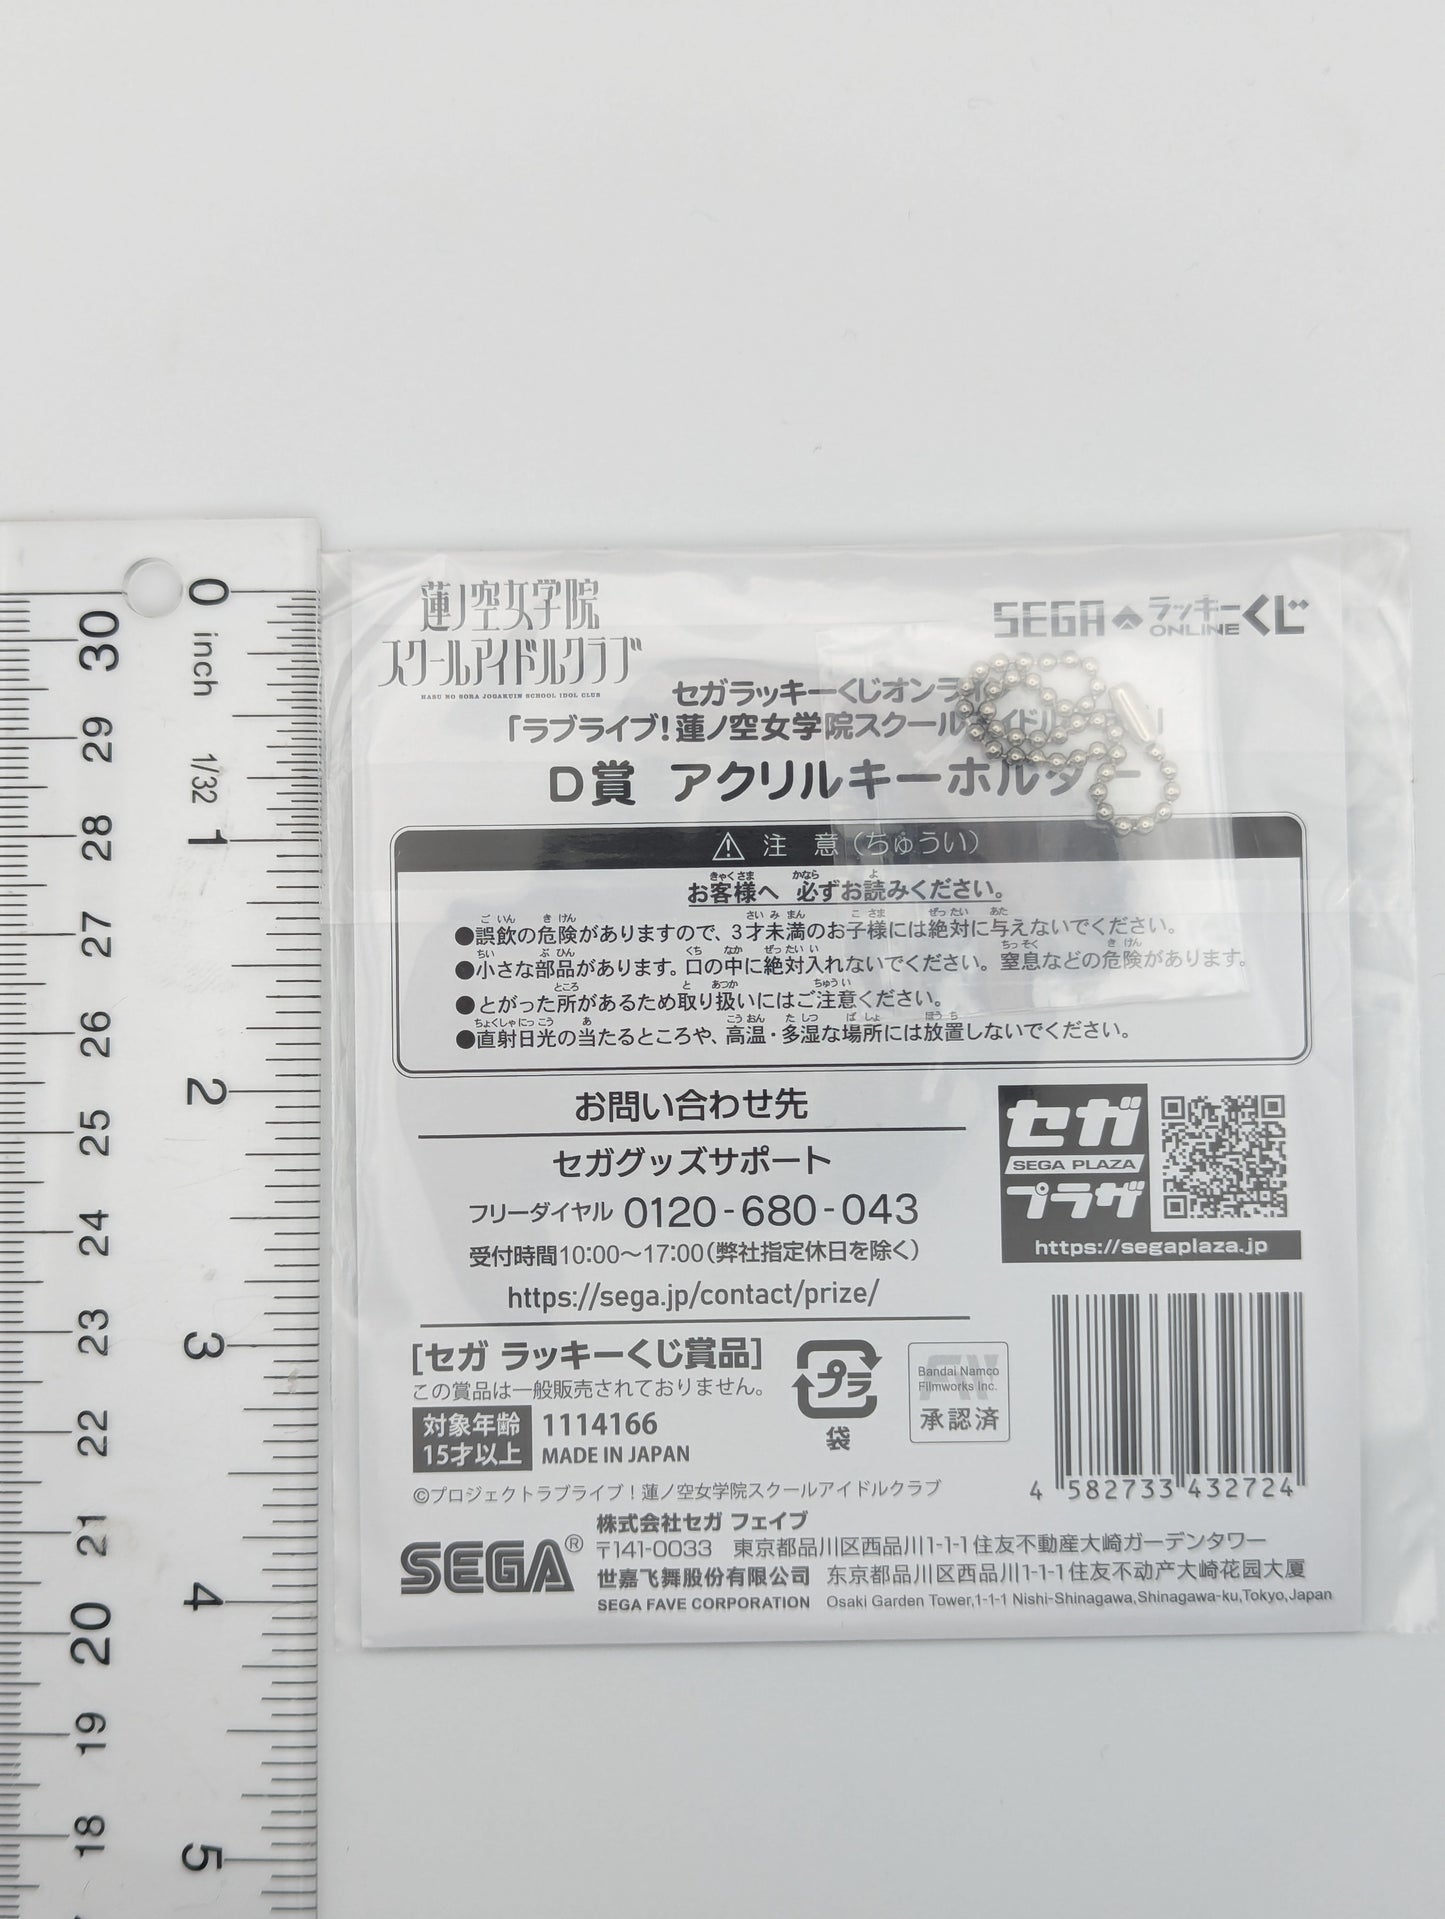 蓮ノ空女学院
スクールアイドルクラブ
HASU NO SORA JOGAKUIN SCHOOL IDOL CLUB
SEGA ラッキーくじ
ONLINE
セガラッキーくじオンライ
「ラブライブ!蓮ノ空女学院スクール
D賞 アクリルキーホルダー
注 意(ちゅうい)
お客様へ 必ずお読みください。
●誤飲の危険がありますので、3才未満のお子様には絶対に与えないでください。
●小さな部品があります。口の中に絶対入れないでください。窒息などの危険があります。
●とがった所があるため取り扱いにはご注意ください。
●直射日光の当たるところや、高温・多湿な場所には放置しないでください。
お問い合わせ先
セガグッズサポート
フリーダイヤル 0120-680-043
受付時間10:00~17:00(弊社指定休日を除く)
https://sega.jp/contact/prize/
セガ
SEGA PLAZA
プラザ
https://segaplaza.jp
[セガ ラッキーくじ賞品]
この賞品は一般販売されておりません。
対象年齢
15才以上
1114166
MADE IN JAPAN
プラ
袋
Bandai Namco
Filmworks Inc.
承認済
4 582733 432724
©プロジェクトラブライブ!蓮ノ空女学院スクールアイドルクラブ
SEGA®
株式会社セガ フェイブ
〒141-0033 東京都品川区西品川1-1-1住友不動産大崎ガーデンタワー
世嘉飞舞股份有限公司 东京都品川区西品川1-1-1住友不动产大崎花园大厦
SEGA FAVE CORPORATION Osaki Garden Tower,1-1-1 Nishi-Shinagawa,Shinagawa-ku,Tokyo,Japan
0 inch
1/32
1
2
3
4
5
30
29
28
27
26
25
24
23
22
21
20
19
18